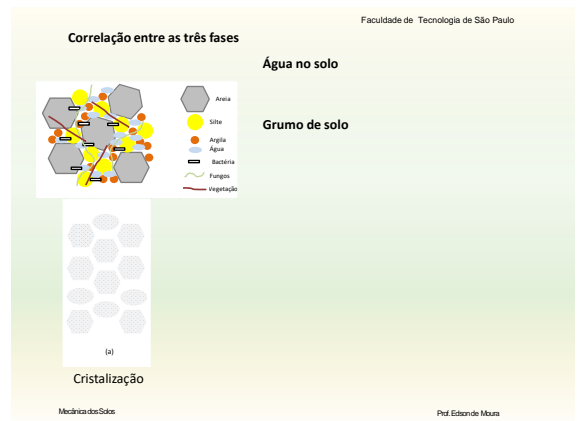 Faculdade de Tecnologia de São Paulo
Correlação entre as três fases
Água no solo
Grumo de solo
Areia
Silte
Argila
Água
Bactéria
Fungos
Vegetação
(a)
Cristalização
Mecânica dos Solos
Prof. Edson de Moura